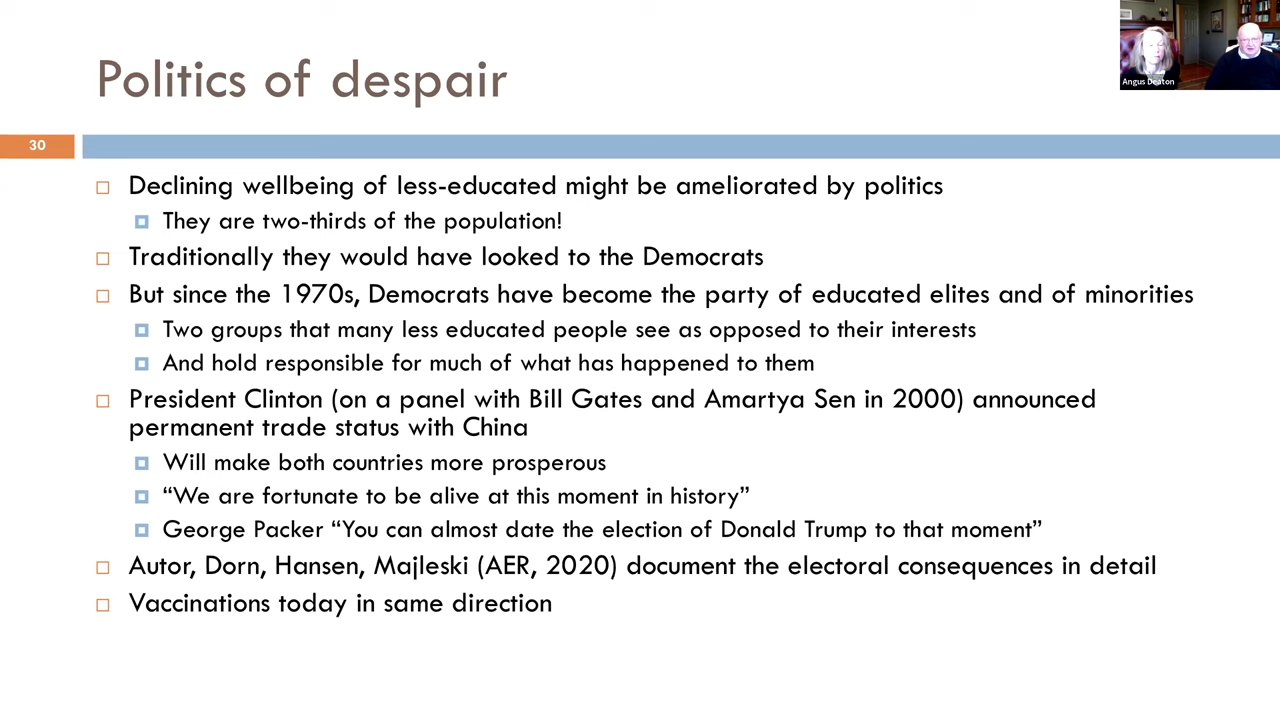 Politics of despair
Angus Deaton
30
Declining wellbeing of less-educated might be ameliorated by politics
They are two-thirds of the population!
Traditionally they would have looked to the Democrats
But since the 1970s, Democrats have become the party of educated elites and of minorities
Two groups that many less educated people see as opposed to their interests
And hold responsible for much of what has happened to them
President Clinton (on a panel with Bill Gates and Amartya Sen in 2000) announced
permanent trade status with China
Will make both countries more prosperous
“We are fortunate to be alive at this moment in history”
George Packer “You can almost date the election of Donald Trump to that moment”
Autor, Dorn, Hansen, Majleski (AER, 2020) document the electoral consequences in detail
Vaccinations today in same direction